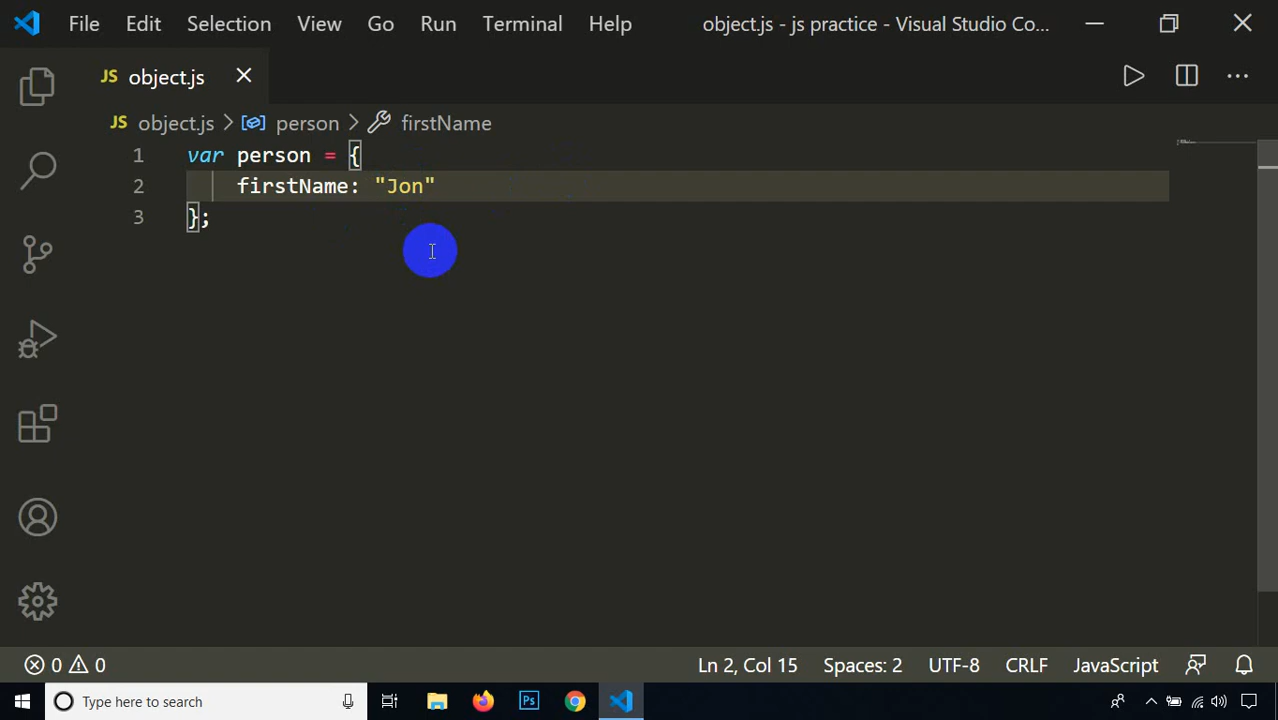 File Edit Selection View Go Run Terminal Help object.js - js practice - Visual Studio Co...
JS object.js
JS object.js > person > firstName
1 var person = {
2 firstName: "Jon"
3 };
0 0 Ln 2, Col 15 Spaces: 2 UTF-8 CRLF JavaScript
Type here to search Ps